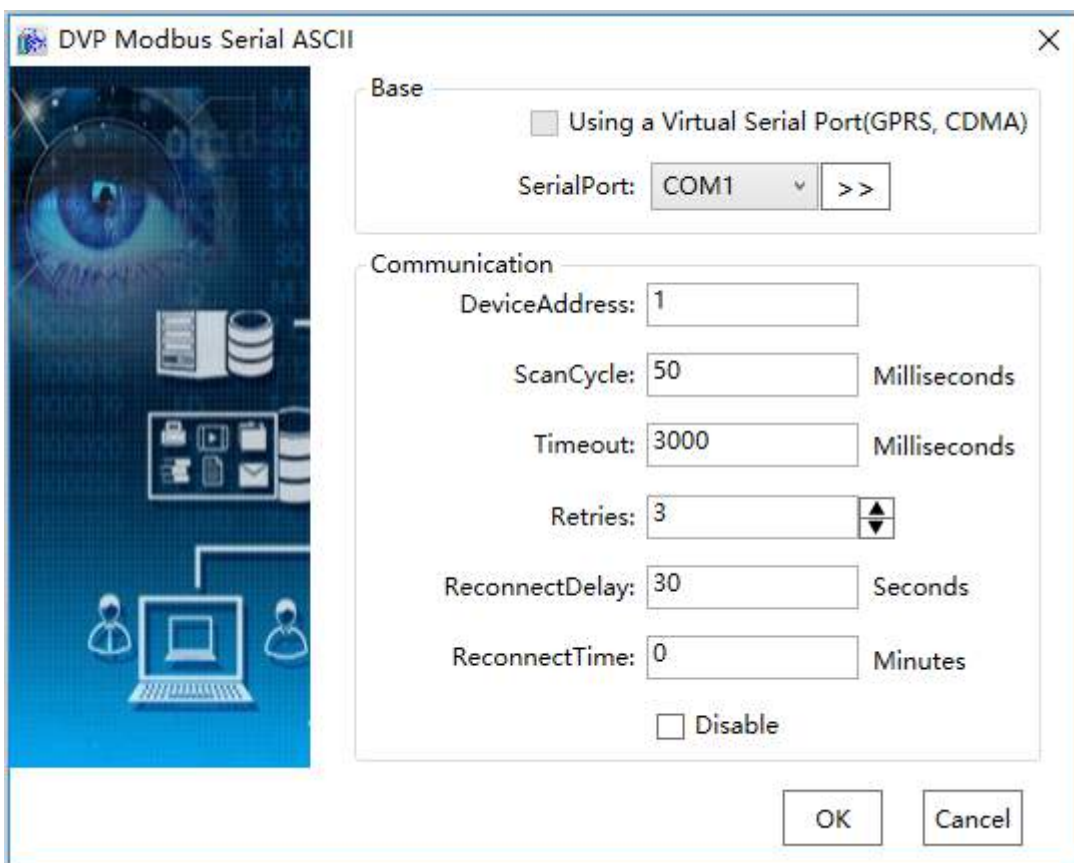 DVP Modbus Serial ASCII
Base
Using a Virtual Serial Port(GPRS, CDMA)
SerialPort: COM1 >>
Communication
DeviceAddress: 1
ScanCycle: 50 Milliseconds
Timeout: 3000 Milliseconds
Retries: 3
ReconnectDelay: 30 Seconds
ReconnectTime: 0 Minutes
Disable
OK Cancel